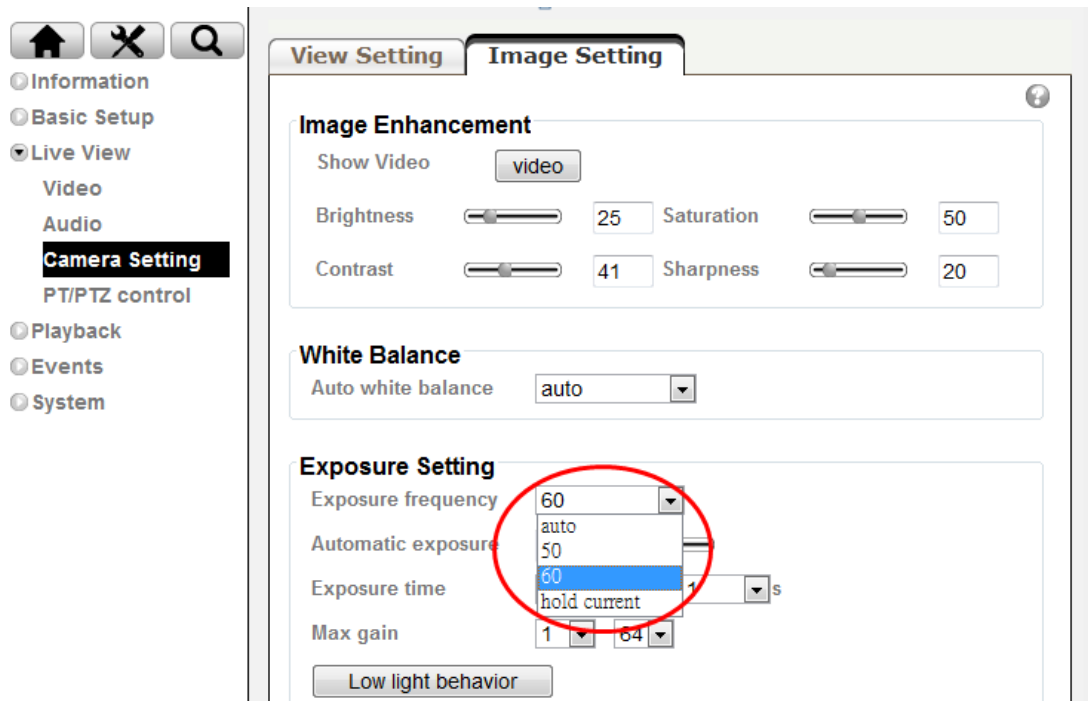 View Setting Image Setting
Information
Basic Setup
Live View
Video
Audio
Camera Setting
PT/PTZ control
Playback
Events
System
Image Enhancement
Show Video video
Brightness 25 Saturation 50
Contrast 41 Sharpness 20
White Balance
Auto white balance auto
Exposure Setting
Exposure frequency 60
auto
50
60
hold current
Automatic exposure
Exposure time 1 s
Max gain 1 64
Low light behavior